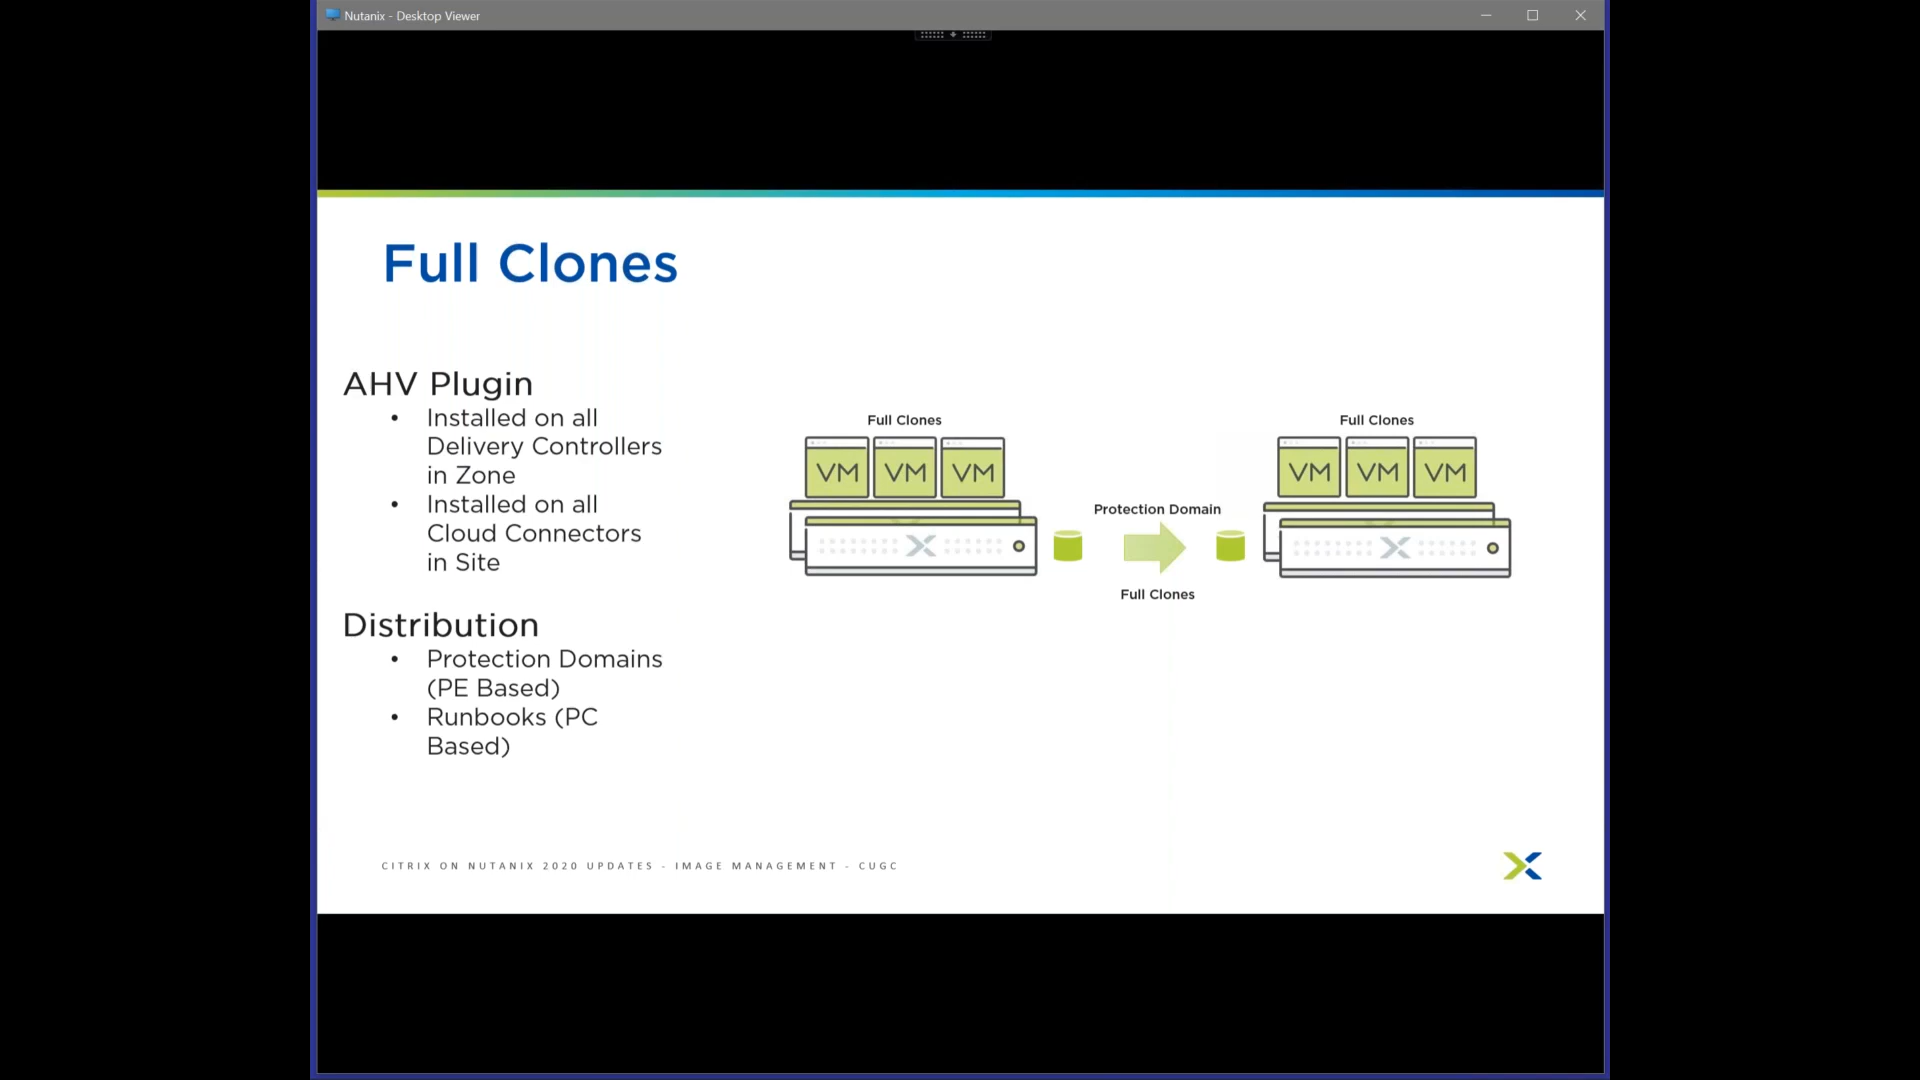 Nutanix - Desktop Viewer
Full Clones
AHV Plugin
• Installed on all
Delivery Controllers
in Zone
• Installed on all
Cloud Connectors
in Site
Distribution
• Protection Domains
(PE Based)
• Runbooks (PC
Based)
Full Clones
VM VM VM
Protection Domain
Full Clones
Full Clones
VM VM VM
CITRIX ON NUTANIX 2020 UPDATES - IMAGE MANAGEMENT - CUGC